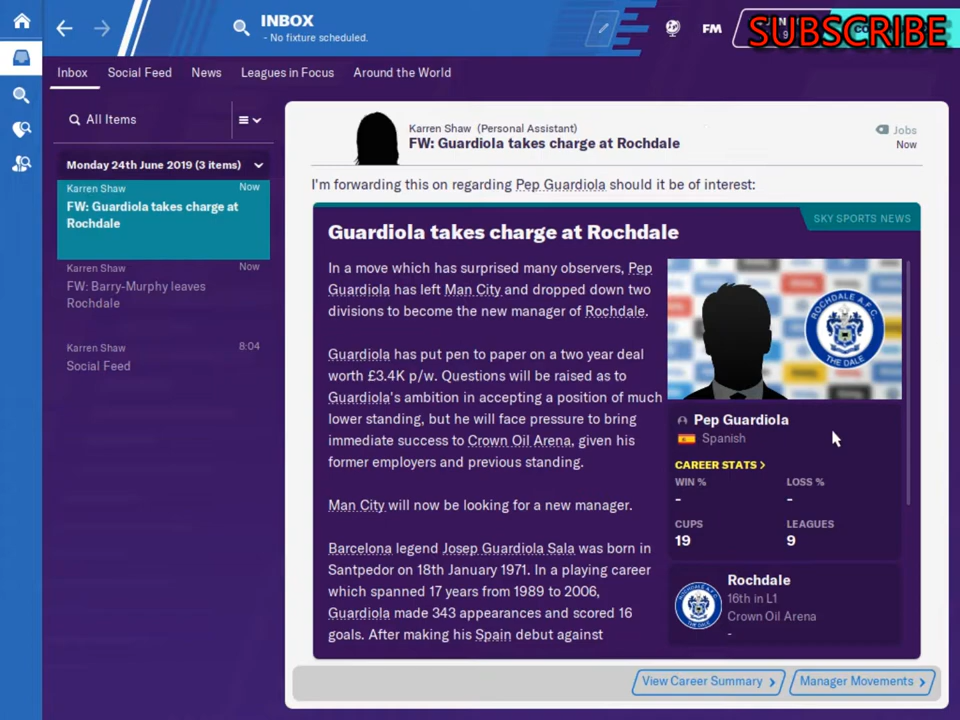 INBOX
- No fixture scheduled.
FM
SUBSCRIBE
Inbox
Social Feed
News
Leagues in Focus
Around the World
All Items
Monday 24th June 2019 (3 items)
Karren Shaw
Now
FW: Guardiola takes charge at
Rochdale
Karren Shaw
Now
FW: Barry-Murphy leaves
Rochdale
Karren Shaw
8:04
Social Feed
Karren Shaw (Personal Assistant)
FW: Guardiola takes charge at Rochdale
Jobs
Now
I'm forwarding this on regarding Pep Guardiola should it be of interest:
SKY SPORTS NEWS
Guardiola takes charge at Rochdale
In a move which has surprised many observers, Pep
Guardiola has left Man City and dropped down two
divisions to become the new manager of Rochdale.
Guardiola has put pen to paper on a two year deal
worth £3.4K p/w. Questions will be raised as to
Guardiola's ambition in accepting a position of much
lower standing, but he will face pressure to bring
immediate success to Crown Oil Arena, given his
former employers and previous standing.
Man City will now be looking for a new manager.
Barcelona legend Josep Guardiola Sala was born in
Santpedor on 18th January 1971. In a playing career
which spanned 17 years from 1989 to 2006,
Guardiola made 343 appearances and scored 16
goals. After making his Spain debut against
ROCHDALE A.F.C.
THE DALE
Pep Guardiola
Spanish
CAREER STATS >
WIN %
LOSS %
-
-
CUPS
LEAGUES
19
9
Rochdale
16th in L1
Crown Oil Arena
-
View Career Summary >
Manager Movements >